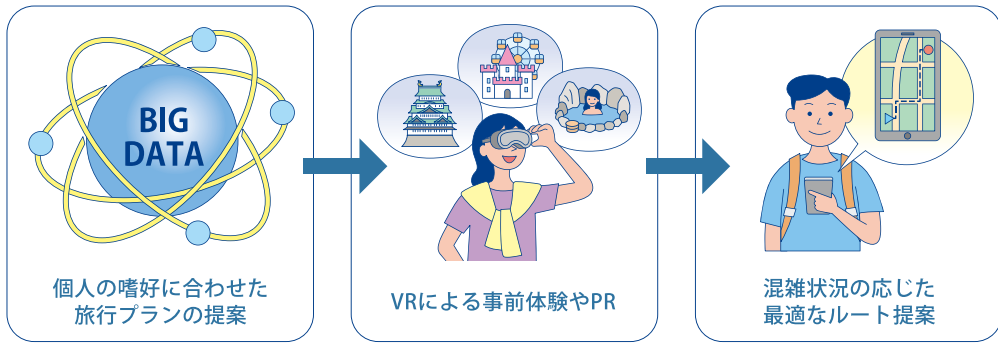 BIG
DATA
個人の嗜好に合わせた
旅行プランの提案
VRによる事前体験やPR
混雑状況の応じた
最適なルート提案